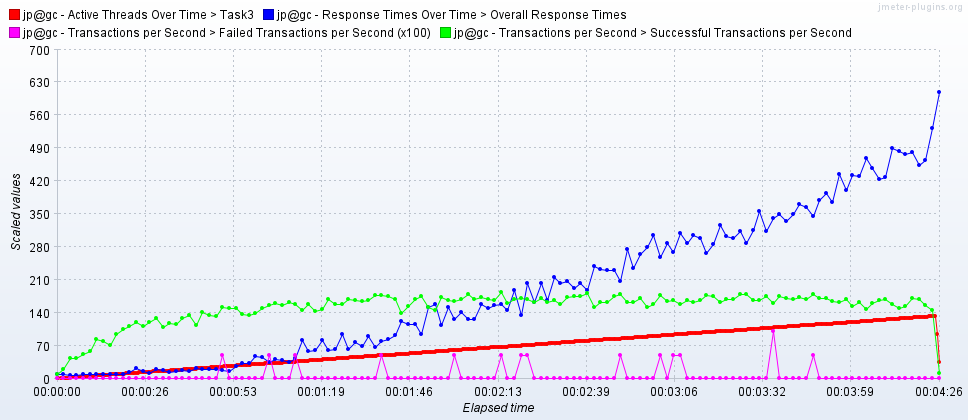 jmeter-plugins.org
jp@gc - Active Threads Over Time > Task3 jp@gc - Response Times Over Time > Overall Response Times
jp@gc - Transactions per Second > Failed Transactions per Second (x100) jp@gc - Transactions per Second > Successful Transactions per Second
700
630
560
490
420
350
280
210
140
70
0
Scaled values
00:00:00 00:00:26 00:00:53 00:01:19 00:01:46 00:02:13 00:02:39 00:03:06 00:03:32 00:03:59 00:04:26
Elapsed time